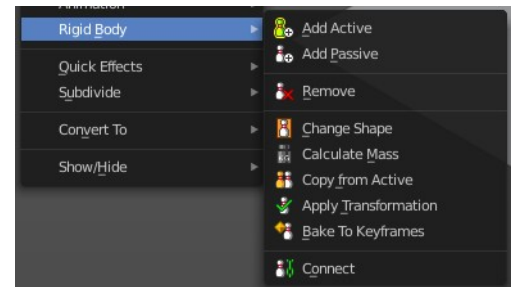 Animation
Rigid Body
Quick Effects
Subdivide
Convert To
Show/Hide
Add Active
Add Passive
Remove
Change Shape
Calculate Mass
Copy from Active
Apply Transformation
Bake To Keyframes
Connect